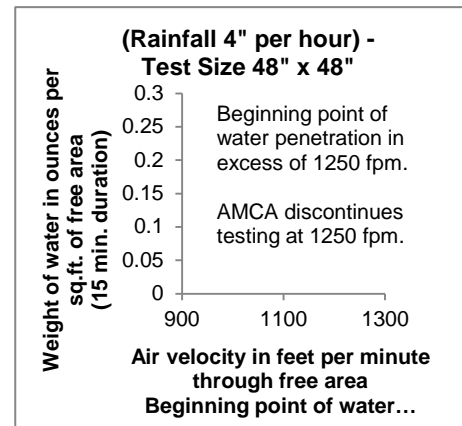 (Rainfall 4" per hour) -
Test Size 48" x 48"
Weight of water in ounces per
sq.ft. of free area
(15 min. duration)
0.3
0.25
0.2
0.15
0.1
0.05
0
Beginning point of
water penetration in
excess of 1250 fpm.
AMCA discontinues
testing at 1250 fpm.
900
1100
1300
Air velocity in feet per minute
through free area
Beginning point of water…